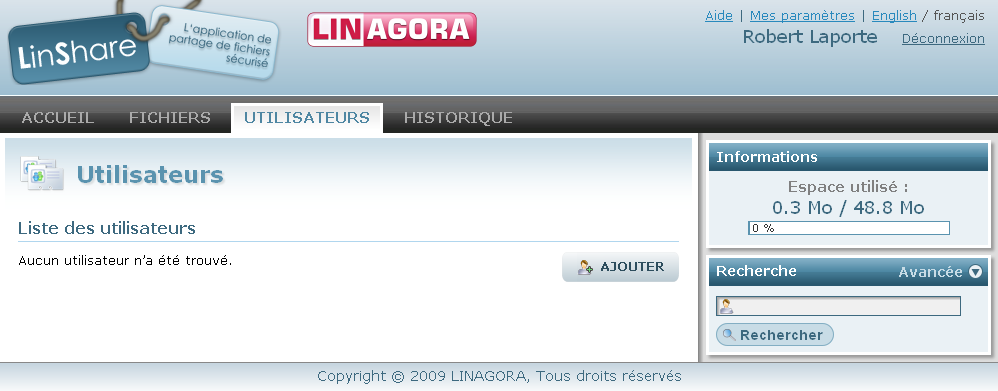 LinShare
L'application de
partage de fichiers
sécurisé
LINAGORA
Aide | Mes paramètres | English / français
Robert Laporte Déconnexion
ACCUEIL FICHIERS UTILISATEURS HISTORIQUE
Utilisateurs
Liste des utilisateurs
Aucun utilisateur n'a été trouvé.
AJOUTER
Informations
Espace utilisé :
0.3 Mo / 48.8 Mo
0 %
Recherche Avancée
Rechercher
Copyright © 2009 LINAGORA, Tous droits réservés